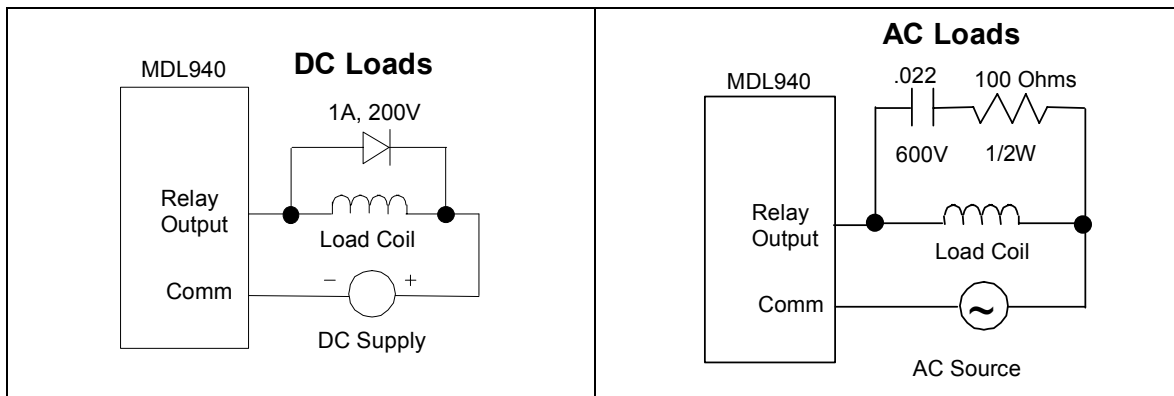 DC Loads
MDL940
1A, 200V
Relay
Output
Load Coil
Comm
– +
DC Supply
AC Loads
MDL940
.022 100 Ohms
600V 1/2W
Relay
Output
Load Coil
Comm
~
AC Source